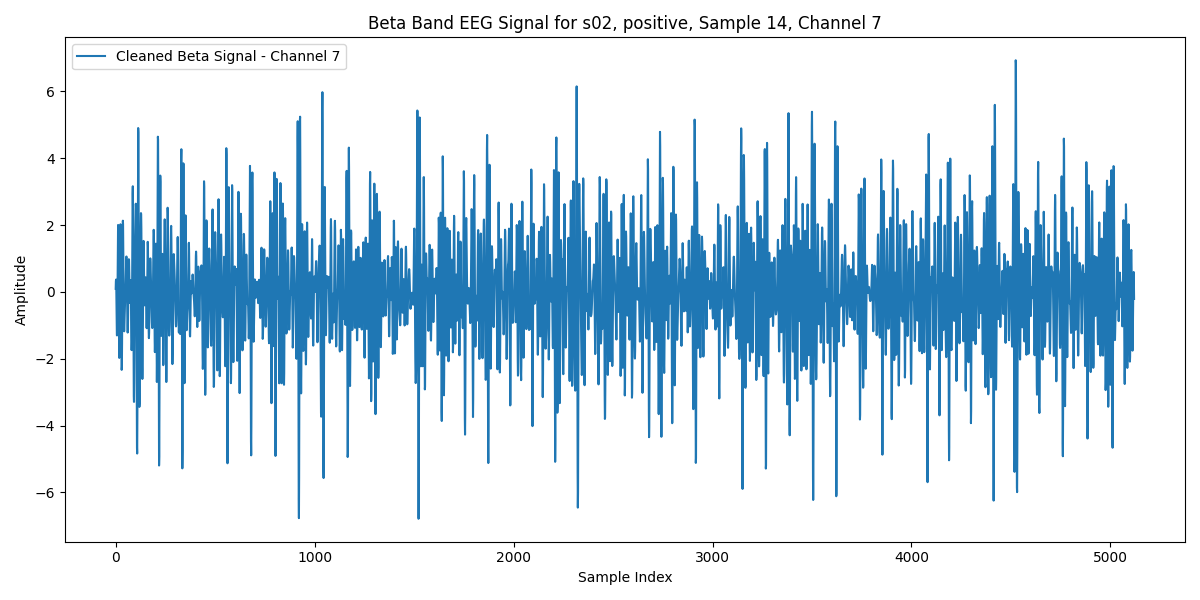 Beta Band EEG Signal for s02, positive, Sample 14, Channel 7
Cleaned Beta Signal - Channel 7
6
4
2
0
−2
−4
−6
Amplitude
0 1000 2000 3000 4000 5000
Sample Index